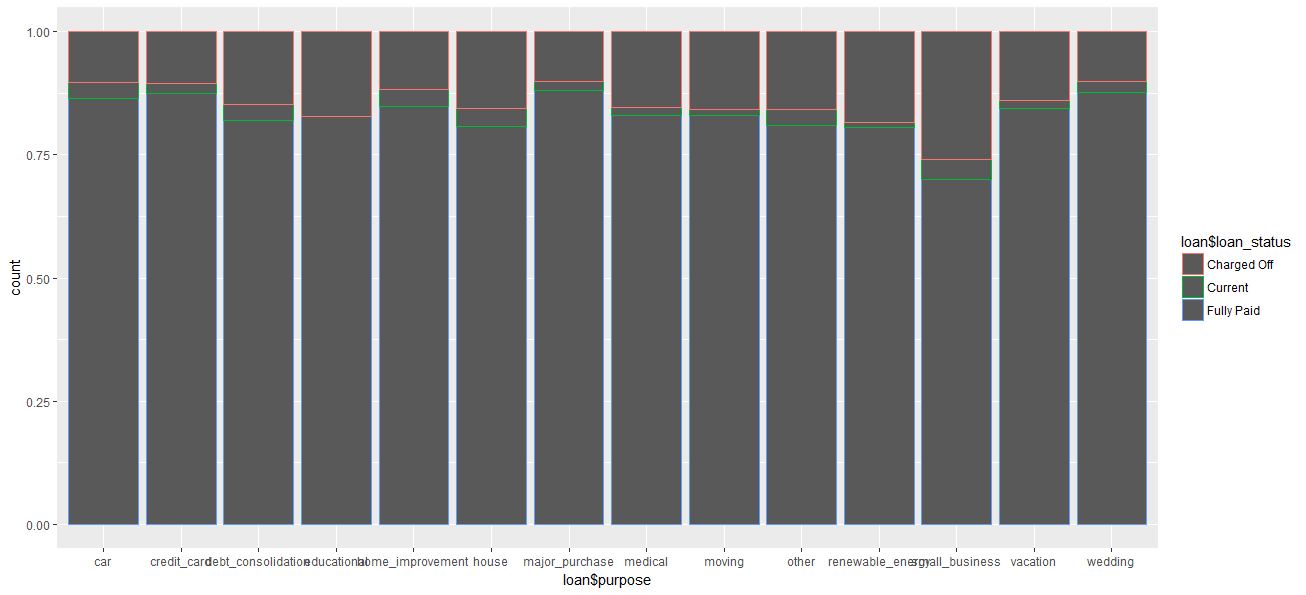 1.00
0.75
0.50
0.25
0.00
count
car credit_card debt_consolidation educational home_improvement house major_purchase medical moving other renewable_energy small_business vacation wedding
loan$purpose
loan$loan_status
Charged Off
Current
Fully Paid